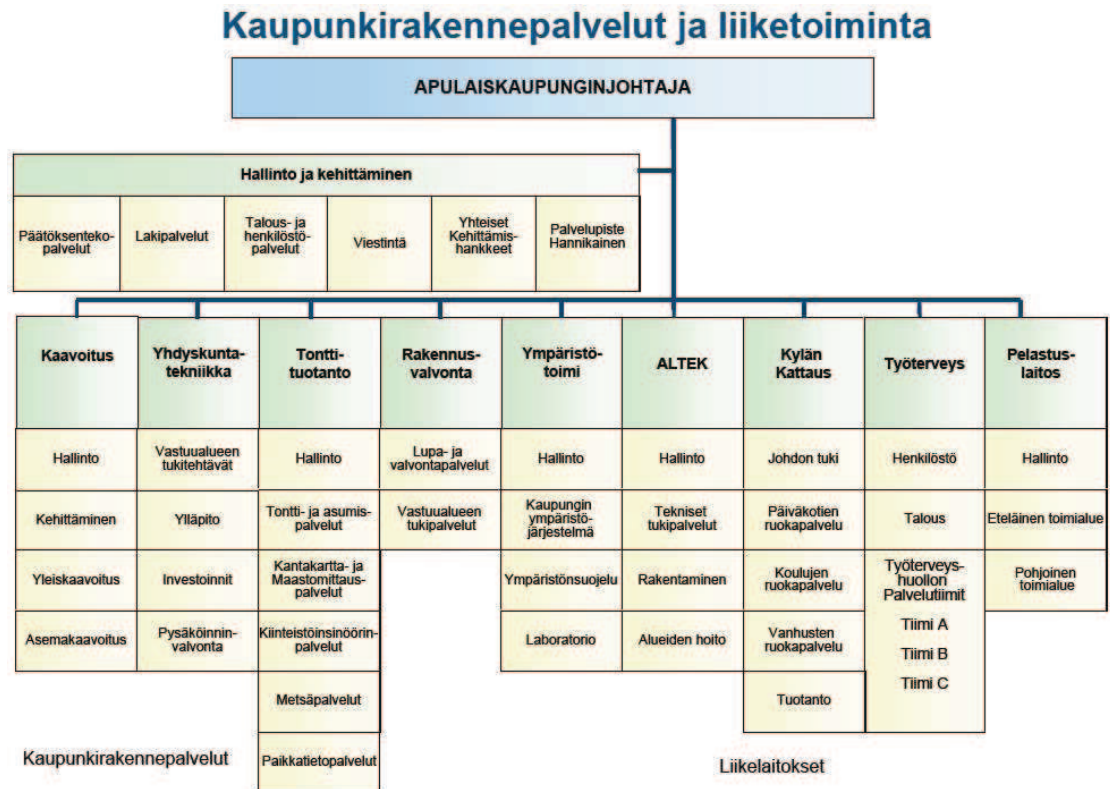 Kaupunkirakennepalvelut ja liiketoiminta
APULAISKAUPUNGINJOHTAJA
Hallinto ja kehittäminen
Päätöksenteko-
palvelut
Lakipalvelut
Talous- ja
henkilöstö-
palvelut
Viestintä
Yhteiset
Kehittämis-
hankkeet
Palvelupiste
Hannikainen
Kaavoitus
Hallinto
Kehittäminen
Yleiskaavoitus
Asemakaavoitus
Yhdyskunta-
tekniikka
Vastuualueen
tukitehtävät
Ylläpito
Investoinnit
Pysäköinnin-
valvonta
Tontti-
tuotanto
Hallinto
Tontti- ja asumis-
palvelut
Kantakartta- ja
Maastomittaus-
palvelut
Kiinteistöinsinöörin-
palvelut
Metsäpalvelut
Paikkatietopalvelut
Rakennus-
valvonta
Lupa- ja
valvontapalvelut
Vastuualueen
tukipalvelut
Ympäristö-
toimi
Hallinto
Kaupungin
ympäristö-
järjestelmä
Ympäristönsuojelu
Laboratorio
ALTEK
Hallinto
Tekniset
tukipalvelut
Rakentaminen
Alueiden hoito
Kylän
Kattaus
Johdon tuki
Päiväkotien
ruokapalvelu
Koulujen
ruokapalvelu
Vanhusten
ruokapalvelu
Tuotanto
Työterveys
Henkilöstö
Talous
Työterveys-
huollon
Palvelutiimit
Tiimi A
Tiimi B
Tiimi C
Pelastus-
laitos
Hallinto
Eteläinen toimialue
Pohjoinen
toimialue
Kaupunkirakennepalvelut
Liikelaitokset